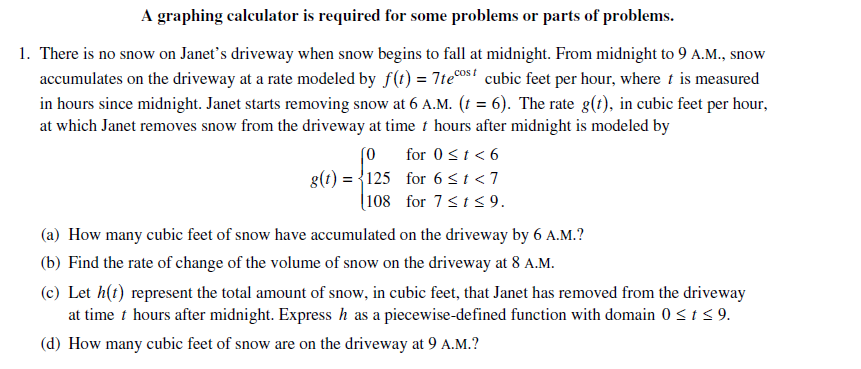 A graphing calculator is required for some problems or parts of problems.
1. There is no snow on Janet's driveway when snow begins to fall at midnight. From midnight to 9 A.M., snow
accumulates on the driveway at a rate modeled by f(t) = 7te^{cos t} cubic feet per hour, where t is measured
in hours since midnight. Janet starts removing snow at 6 A.M. (t = 6). The rate g(t), in cubic feet per hour,
at which Janet removes snow from the driveway at time t hours after midnight is modeled by
0 for 0 ≤ t < 6
g(t) = { 125 for 6 ≤ t < 7
108 for 7 ≤ t ≤ 9.
(a) How many cubic feet of snow have accumulated on the driveway by 6 A.M.?
(b) Find the rate of change of the volume of snow on the driveway at 8 A.M.
(c) Let h(t) represent the total amount of snow, in cubic feet, that Janet has removed from the driveway
at time t hours after midnight. Express h as a piecewise-defined function with domain 0 ≤ t ≤ 9.
(d) How many cubic feet of snow are on the driveway at 9 A.M.?